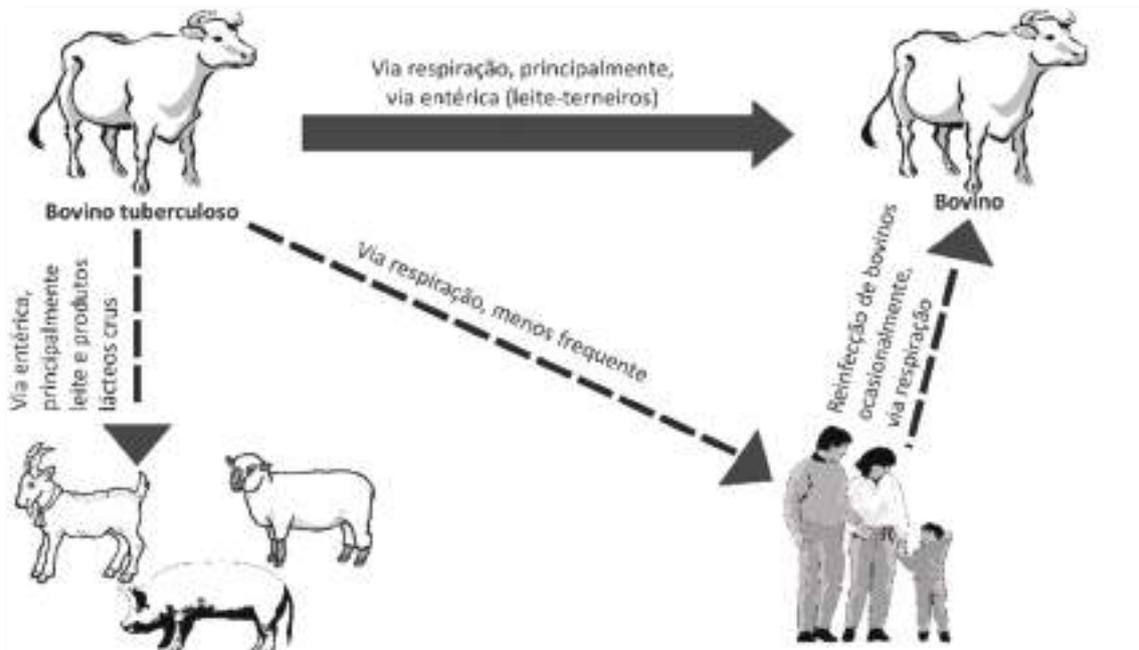 Via respiração, principalmente,
via entérica (leite-terneiros)
Bovino tuberculoso
Bovino
Via entérica,
principalmente
leite e produtos
lácteos crus
Via respiração, menos frequente
Reinfecção de bovinos
ocasionalmente,
via respiração